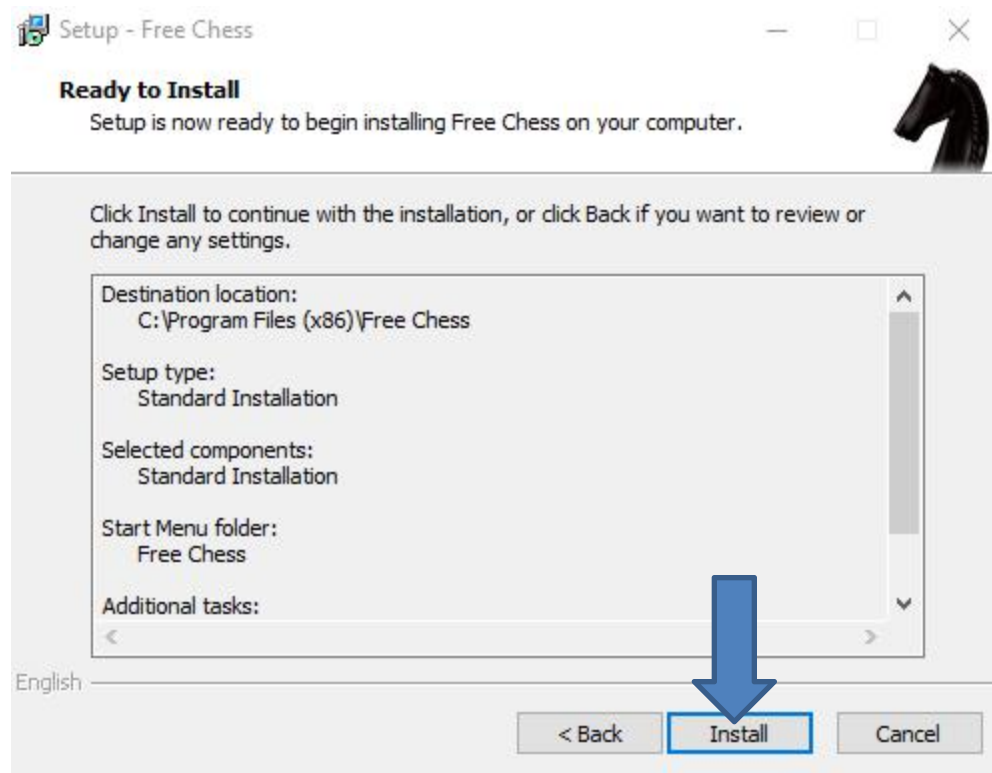 Setup - Free Chess
Ready to Install
Setup is now ready to begin installing Free Chess on your computer.
Click Install to continue with the installation, or click Back if you want to review or
change any settings.
Destination location:
C:\Program Files (x86)\Free Chess
Setup type:
Standard Installation
Selected components:
Standard Installation
Start Menu folder:
Free Chess
Additional tasks:
English
< Back
Install
Cancel